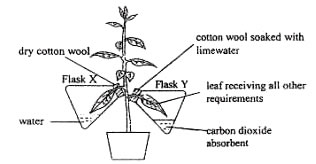 cotton wool soaked with
limewater
dry cotton wool
Flask X
Flask Y
leaf receiving all other
requirements
water
carbon dioxide
absorbent